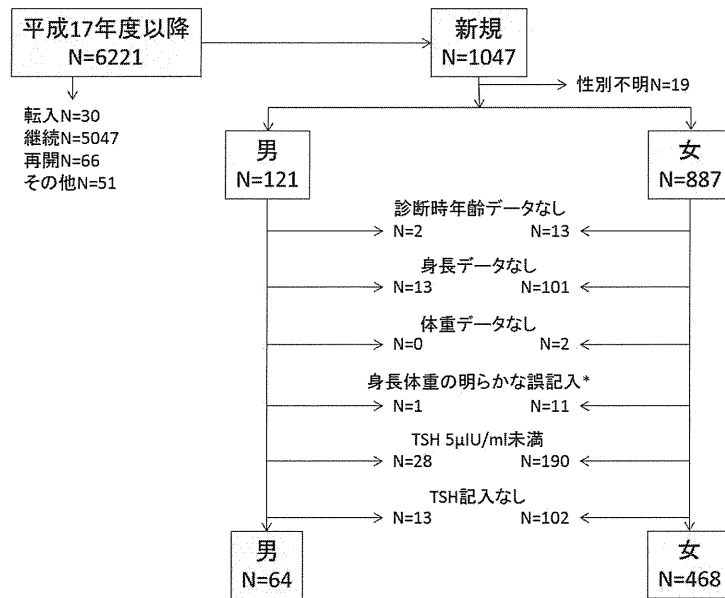 平成17年度以降
N=6221
新規
N=1047
性別不明N=19
転入N=30
継続N=5047
再開N=66
その他N=51
男
N=121
女
N=887
診断時年齢データなし
N=2
N=13
身長データなし
N=13
N=101
体重データなし
N=0
N=2
身長体重の明らかな誤記入*
N=1
N=11
TSH 5μIU/ml未満
N=28
N=190
TSH記入なし
N=13
N=102
男
N=64
女
N=468